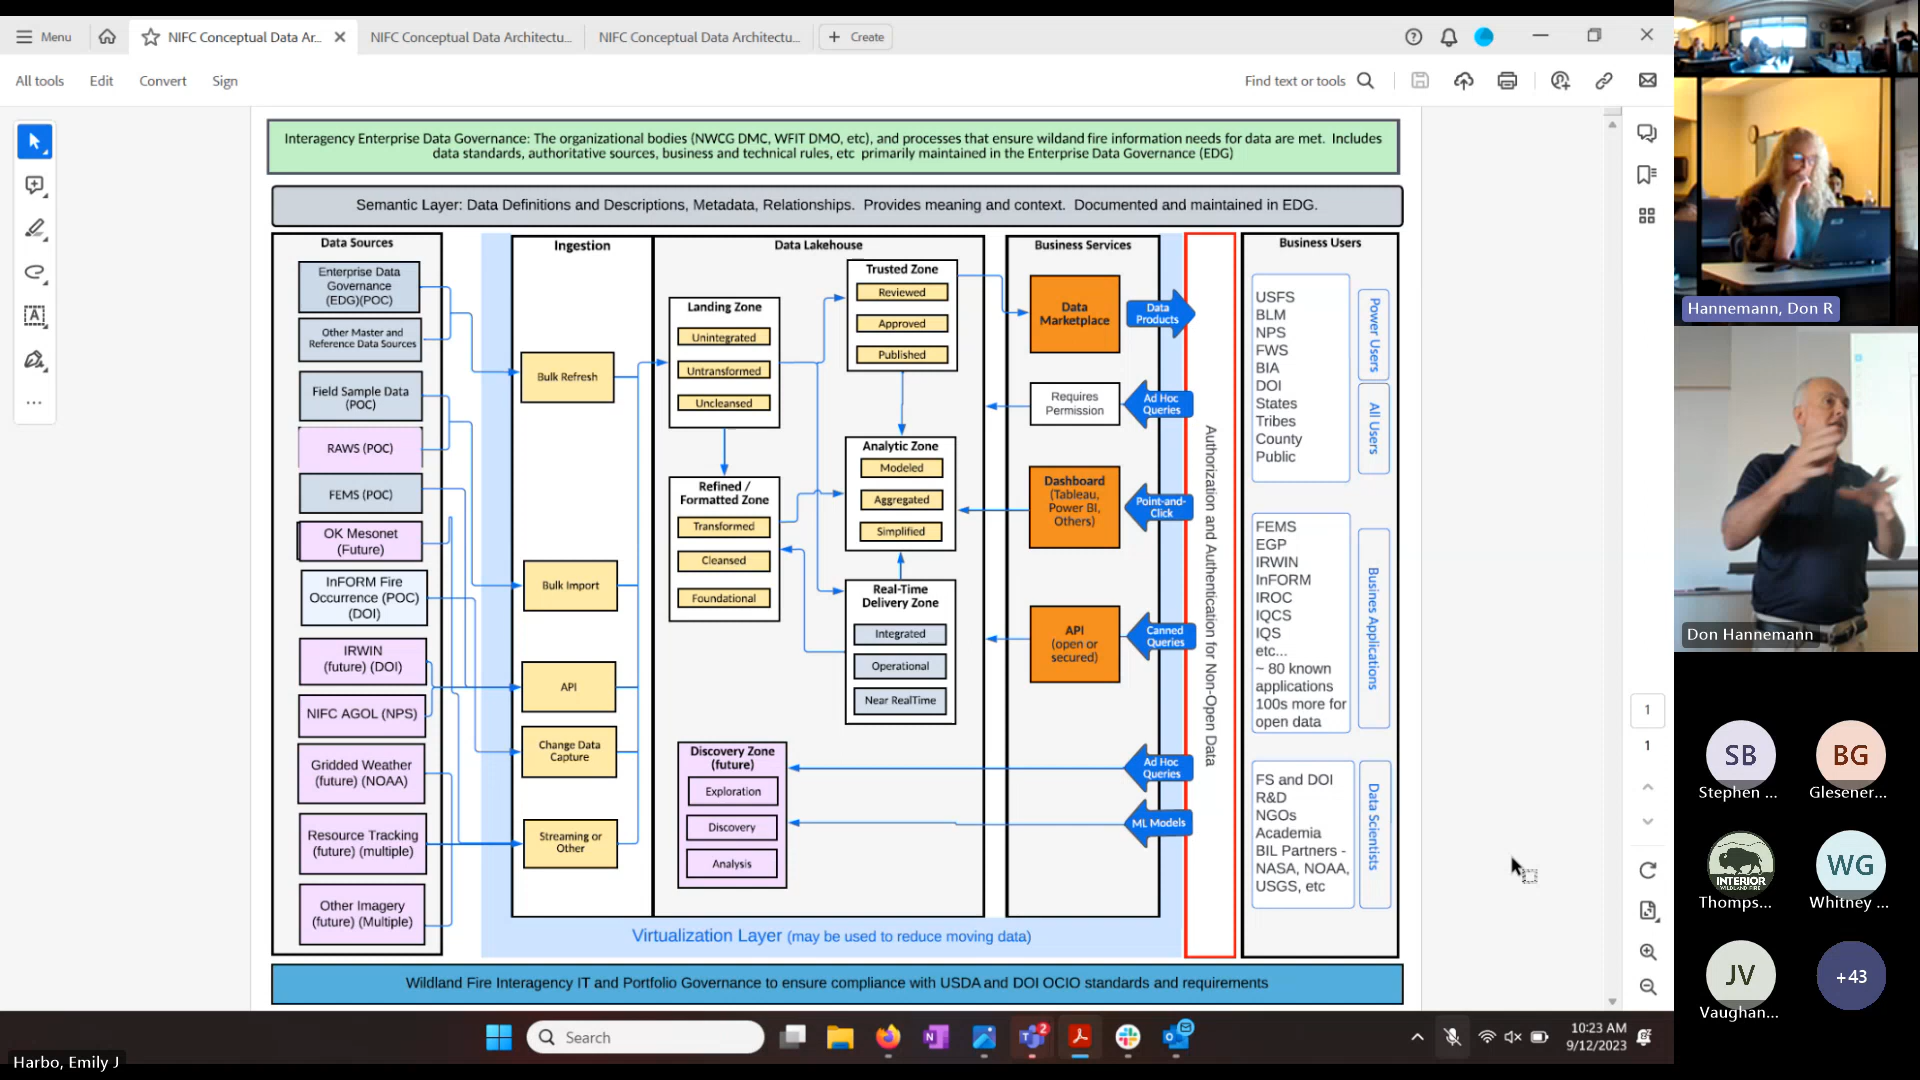 Menu
NIFC Conceptual Data Ar...
NIFC Conceptual Data Architectu...
NIFC Conceptual Data Architectu...
+ Create
All tools
Edit
Convert
Sign
Find text or tools
Interagency Enterprise Data Governance: The organizational bodies (NWCG DMC, WFIT DMO, etc), and processes that ensure wildand fire information needs for data are met. Includes
data standards, authoritative sources, business and technical rules, etc primarily maintained in the Enterprise Data Governance (EDG)
Semantic Layer: Data Definitions and Descriptions, Metadata, Relationships. Provides meaning and context. Documented and maintained in EDG.
Data Sources
Enterprise Data
Governance
(EDG)(POC)
Other Master and
Reference Data Sources
Field Sample Data
(POC)
RAWS (POC)
FEMS (POC)
OK Mesonet
(Future)
InFORM Fire
Occurrence (POC)
(DOI)
IRWIN
(future) (DOI)
NIFC AGOL (NPS)
Gridded Weather
(future) (NOAA)
Resource Tracking
(future) (multiple)
Other Imagery
(future) (Multiple)
Ingestion
Bulk Refresh
Bulk Import
API
Change Data
Capture
Streaming or
Other
Data Lakehouse
Landing Zone
Unintegrated
Untransformed
Uncleansed
Refined /
Formatted Zone
Transformed
Cleansed
Foundational
Trusted Zone
Reviewed
Approved
Published
Analytic Zone
Modeled
Aggregated
Simplified
Real-Time
Delivery Zone
Integrated
Operational
Near RealTime
Discovery Zone
(future)
Exploration
Discovery
Analysis
Business Services
Data
Marketplace
Requires
Permission
Dashboard
(Tableau,
Power BI,
Others)
API
(open or
secured)
Data
Products
Ad Hoc
Queries
Point-and-
Click
Canned
Queries
Ad Hoc
Queries
ML Models
Authorization and Authentication for Non-Open Data
Business Users
USFS
BLM
NPS
FWS
BIA
DOI
States
Tribes
County
Public
Power Users
All Users
FEMS
EGP
IRWIN
InFORM
IROC
IQCS
IQS
etc...
~ 80 known
applications
100s more for
open data
Busines Applications
FS and DOI
R&D
NGOs
Academia
BIL Partners -
NASA, NOAA,
USGS, etc
Data Scientists
Virtualization Layer (may be used to reduce moving data)
Wildland Fire Interagency IT and Portfolio Governance to ensure compliance with USDA and DOI OCIO standards and requirements
1
1
Search
2
10:23 AM
9/12/2023
Harbo, Emily J
Hannemann, Don R
Don Hannemann
SB
Stephen ...
BG
Glesener...
INTERIOR
WILDLAND FIRE
Thomps...
WG
Whitney ...
JV
Vaughan...
+43